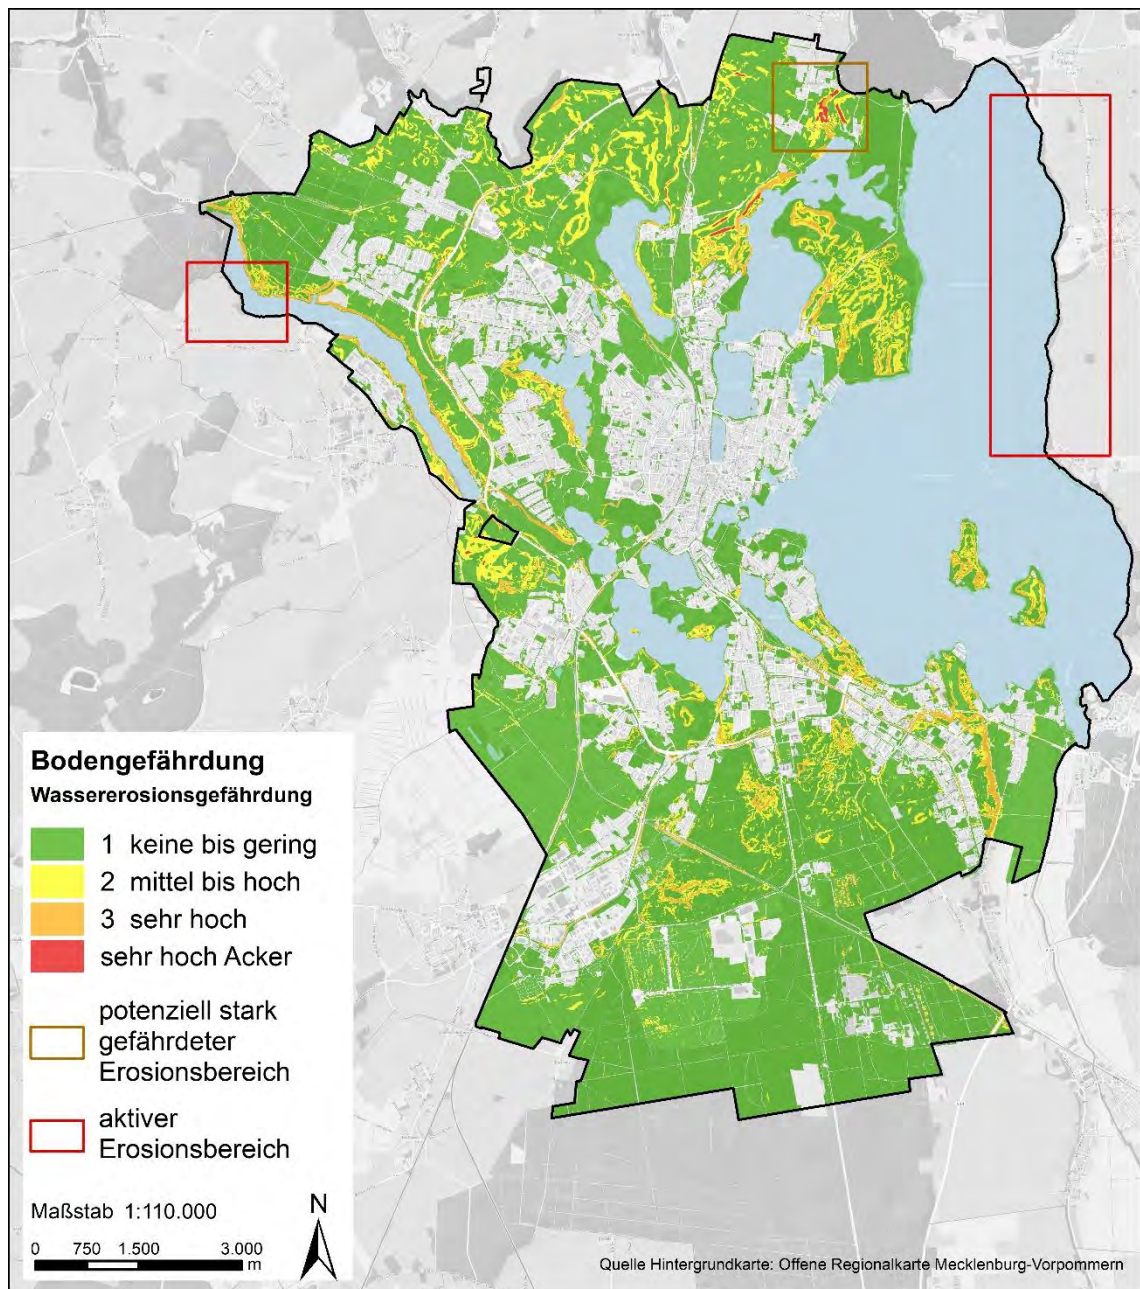 Bodengefährdung
Wassererosionsgefährdung
1 keine bis gering
2 mittel bis hoch
3 sehr hoch
sehr hoch Acker
potenziell stark
gefährdeter
Erosionsbereich
aktiver
Erosionsbereich
Maßstab 1:110.000
N
0 750 1.500 3.000
m
Quelle Hintergrundkarte: Offene Regionalkarte Mecklenburg-Vorpommern